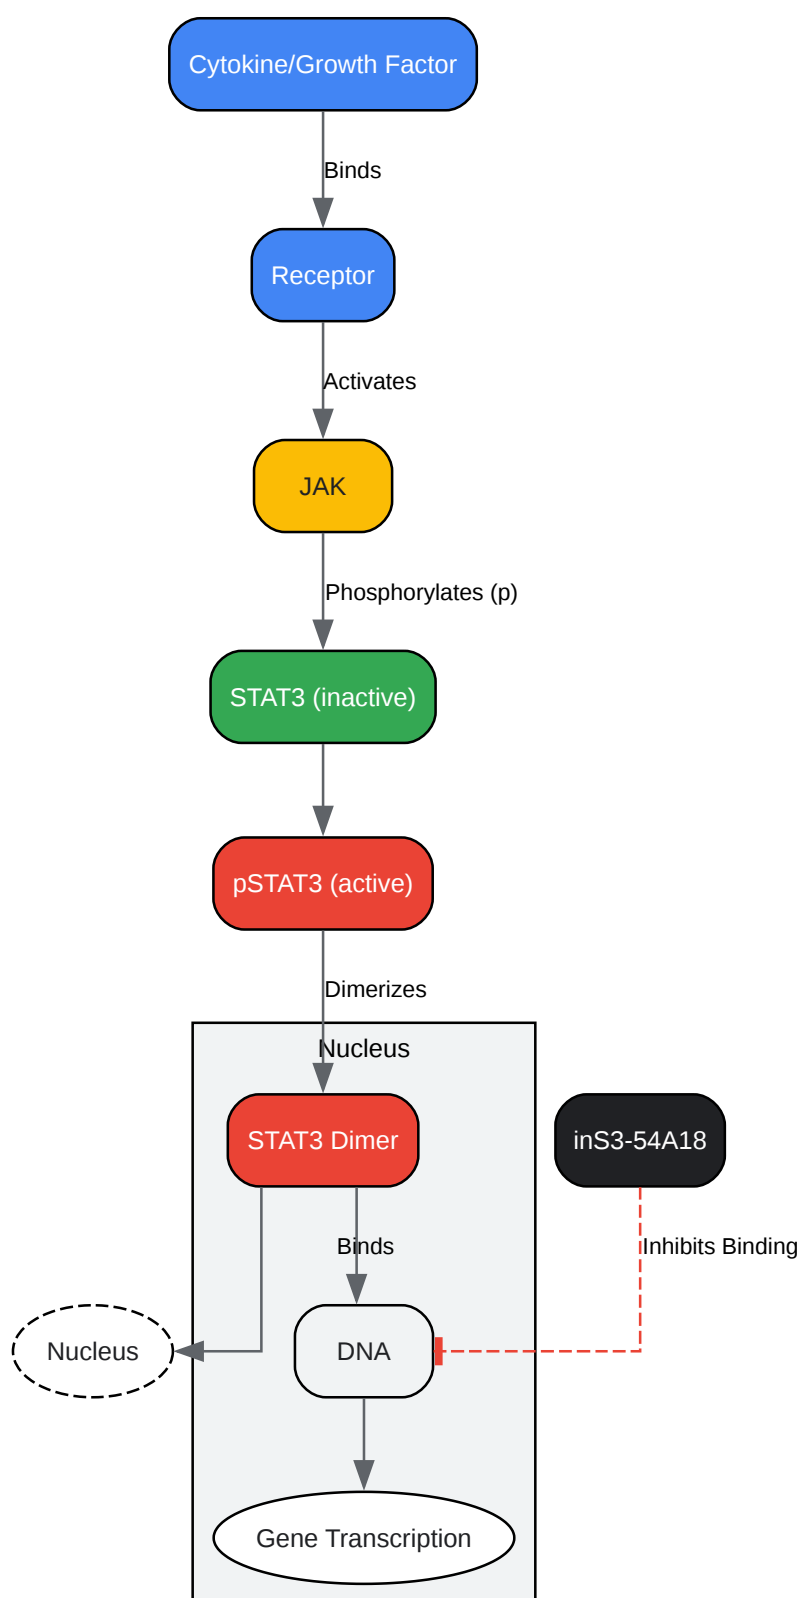 Cytokine/Growth Factor
Binds
Receptor
Activates
JAK
Phosphorylates (p)
STAT3 (inactive)
pSTAT3 (active)
Dimerizes
Nucleus
STAT3 Dimer
inS3-54A18
Binds
Inhibits Binding
Nucleus
DNA
Gene Transcription